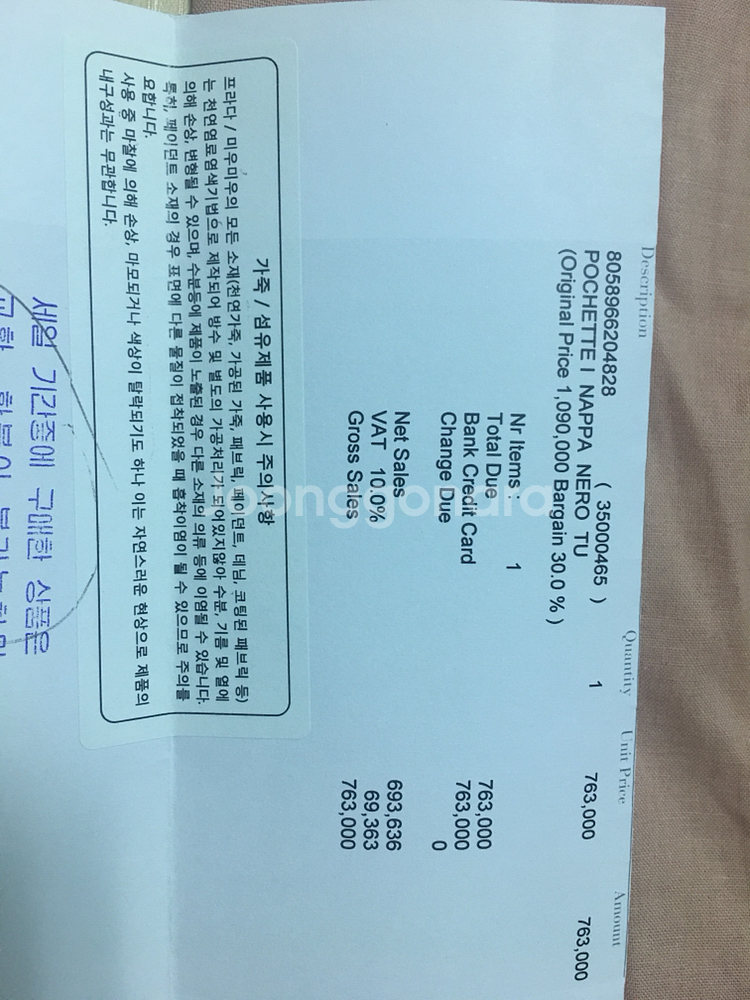 Description Quantity Unit Price Amount
8058966204828 ( 35000465 ) 1 763,000 763,000
POCHETTE I NAPPA NERO TU
(Original Price 1,090,000 Bargain 30.0 % )
Nr Items : 1
Total Due 763,000
Bank Credit Card 763,000
Change Due 0
Net Sales 693,636
VAT 10.0% 69,363
Gross Sales 763,000
joonggonara
가죽 / 섬유제품 사용시 주의사항
프라다 / 미우미우의 모든 소재(천연가죽, 가공된 가죽, 패브릭, 페이던트, 데님, 코팅된 패브릭 등)
는 천연염료염색기법으로 제작되어 방수 및 별도의 가공처리가 되어있지않아 수분, 기름 및 열에
의해 손상, 변형될 수 있으며, 수분등에 제품이 노출된 경우 다른 소재의 의류 등에 이염될 수 있습니다.
특히, 페이던트 소재의 경우 표면에 다른 물질이 접착되었을 때 흡착이염이 될 수 있으므로 주의를
요합니다.
사용 중 마찰에 의해 손상, 마모되거나 색상이 탈락되기도 하나 이는 자연스러운 현상으로 제품의
내구성과는 무관합니다.
세일 기간중에 구매한 상품은